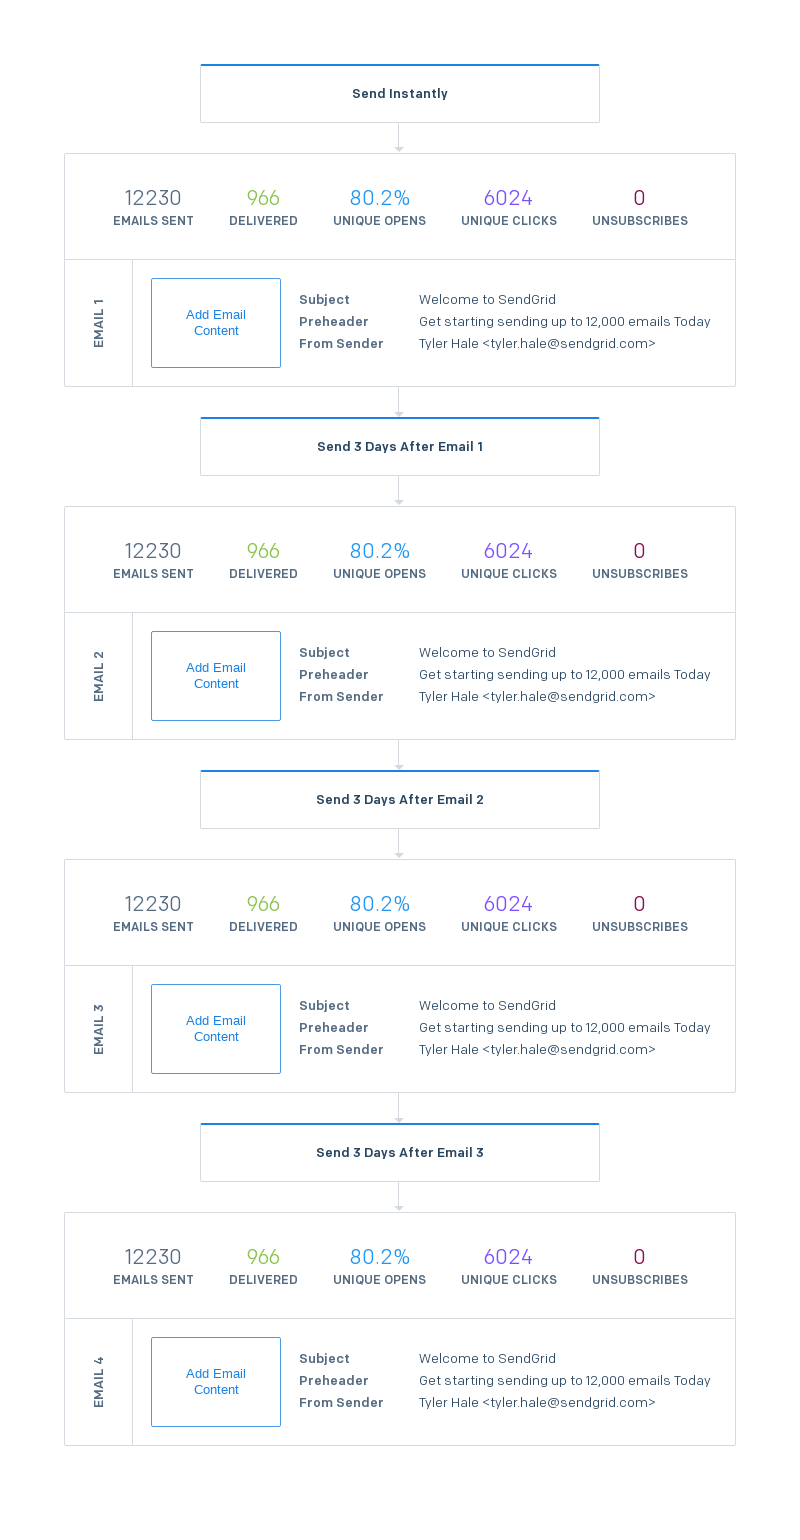 Send Instantly
12230 966 80.2% 6024 0
EMAILS SENT DELIVERED UNIQUE OPENS UNIQUE CLICKS UNSUBSCRIBES
EMAIL 1
Add Email
Content
Subject Welcome to SendGrid
Preheader Get starting sending up to 12,000 emails Today
From Sender Tyler Hale <tyler.hale@sendgrid.com>
Send 3 Days After Email 1
12230 966 80.2% 6024 0
EMAILS SENT DELIVERED UNIQUE OPENS UNIQUE CLICKS UNSUBSCRIBES
EMAIL 2
Add Email
Content
Subject Welcome to SendGrid
Preheader Get starting sending up to 12,000 emails Today
From Sender Tyler Hale <tyler.hale@sendgrid.com>
Send 3 Days After Email 2
12230 966 80.2% 6024 0
EMAILS SENT DELIVERED UNIQUE OPENS UNIQUE CLICKS UNSUBSCRIBES
EMAIL 3
Add Email
Content
Subject Welcome to SendGrid
Preheader Get starting sending up to 12,000 emails Today
From Sender Tyler Hale <tyler.hale@sendgrid.com>
Send 3 Days After Email 3
12230 966 80.2% 6024 0
EMAILS SENT DELIVERED UNIQUE OPENS UNIQUE CLICKS UNSUBSCRIBES
EMAIL 4
Add Email
Content
Subject Welcome to SendGrid
Preheader Get starting sending up to 12,000 emails Today
From Sender Tyler Hale <tyler.hale@sendgrid.com>